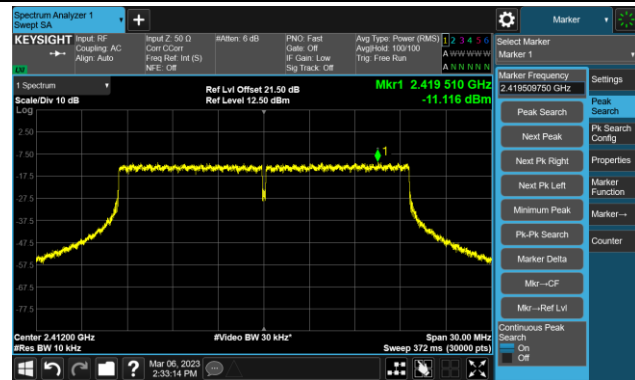 Spectrum Analyzer 1
Swept SA
Marker
KEYSIGHT
Input: RF
Coupling: AC
Align: Auto
Input Z: 50 Ω
Corr CCorr
Freq Ref: Int (S)
NFE: Off
#Atten: 6 dB
PNO: Fast
Gate: Off
IF Gain: Low
Sig Track: Off
Avg Type: Power (RMS)
Avg|Hold: 100/100
Trig: Free Run
1 2 3 4 5 6
A W W W W W
A N N N N N
Select Marker
Marker 1
1 Spectrum
Scale/Div 10 dB
Log
Ref Lvl Offset 21.50 dB
Ref Level 12.50 dBm
Mkr1 2.419 510 GHz
-11.116 dBm
2.50
-7.50
-17.5
-27.5
-37.5
-47.5
-57.5
-67.5
-77.5
1
Center 2.41200 GHz
#Res BW 10 kHz
#Video BW 30 kHz*
Span 30.00 MHz
Sweep 372 ms (30000 pts)
Marker Frequency
2.419509750 GHz
Peak Search
Next Peak
Next Pk Right
Next Pk Left
Minimum Peak
Pk-Pk Search
Marker Delta
Mkr→CF
Mkr→Ref Lvl
Continuous Peak
Search
On
Off
Settings
Peak
Search
Pk Search
Config
Properties
Marker
Function
Marker→
Counter
Mar 06, 2023
2:33:14 PM